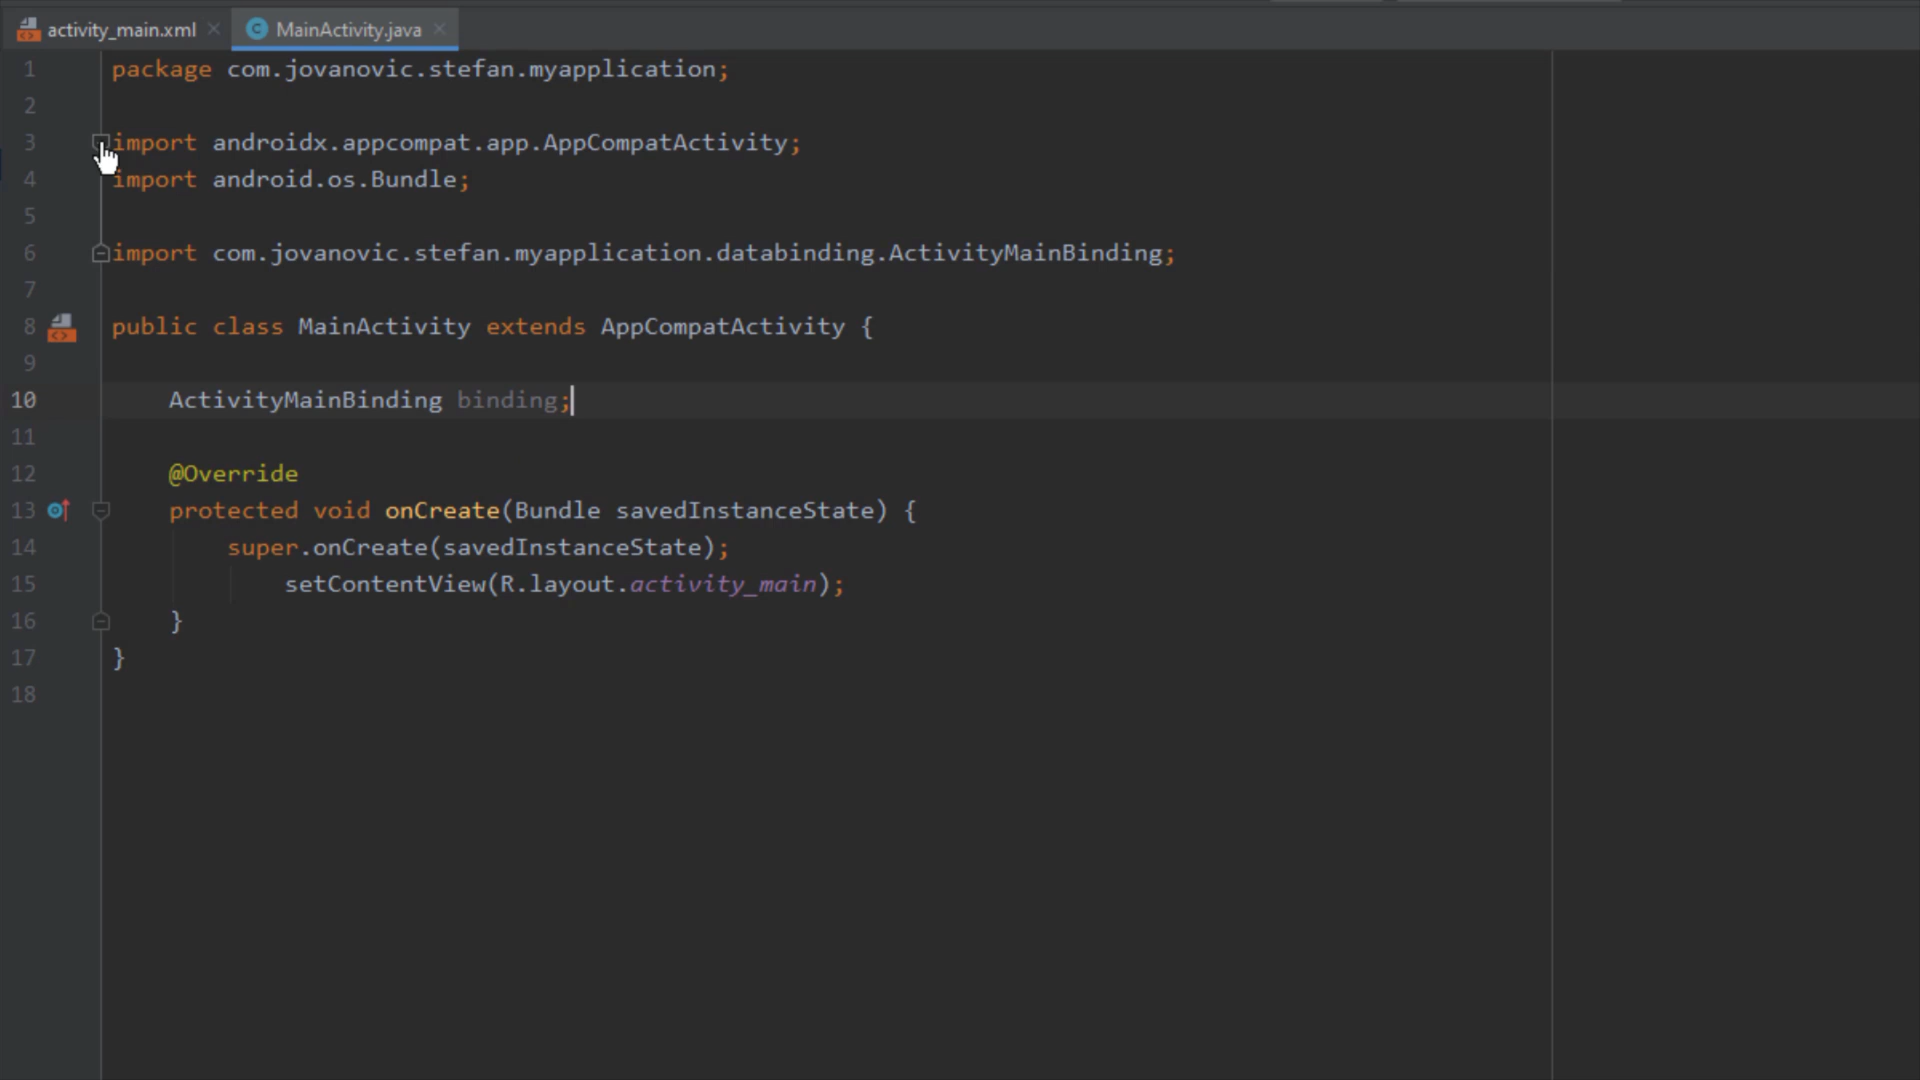 activity_main.xml MainActivity.java
1 package com.jovanovic.stefan.myapplication;
2
3 import androidx.appcompat.app.AppCompatActivity;
4 import android.os.Bundle;
5
6 import com.jovanovic.stefan.myapplication.databinding.ActivityMainBinding;
7
8 public class MainActivity extends AppCompatActivity {
9
10 ActivityMainBinding binding;
11
12 @Override
13 protected void onCreate(Bundle savedInstanceState) {
14 super.onCreate(savedInstanceState);
15 setContentView(R.layout.activity_main);
16 }
17 }
18